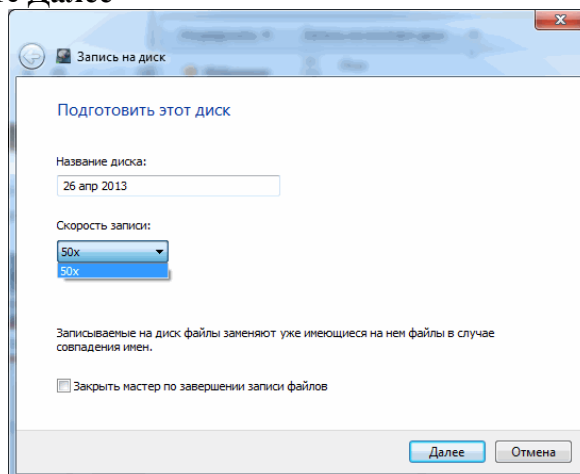 Далее
Запись на диск
Подготовить этот диск
Название диска:
26 апр 2013
Скорость записи:
50x
50x
Записываемые на диск файлы заменяют уже имеющиеся на нем файлы в случае
совпадения имен.
Закрыть мастер по завершении записи файлов
Далее
Отмена